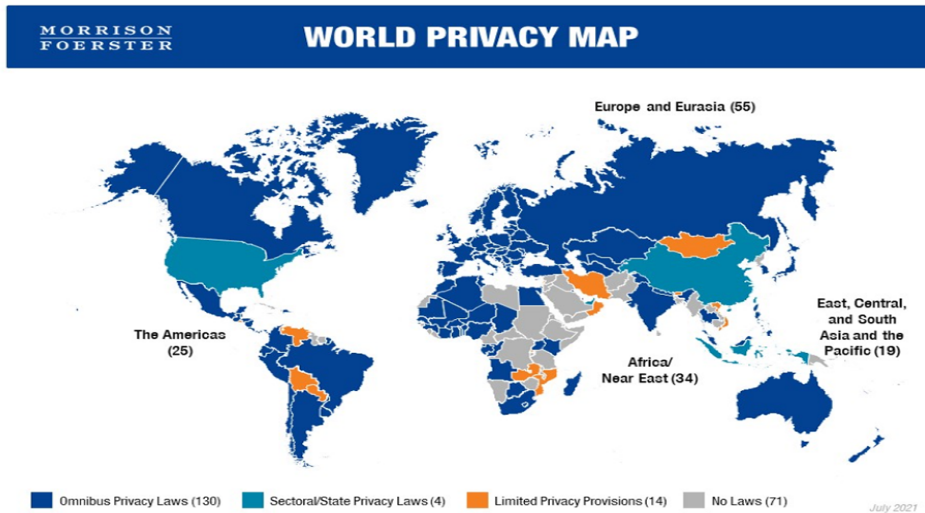 MORRISON
FOERSTER
WORLD PRIVACY MAP
Europe and Eurasia (55)
The Americas
(25)
East, Central,
and South
Asia and the
Pacific (19)
Africa/
Near East (34)
Omnibus Privacy Laws (130)
Sectoral/State Privacy Laws (4)
Limited Privacy Provisions (14)
No Laws (71)
July 2021